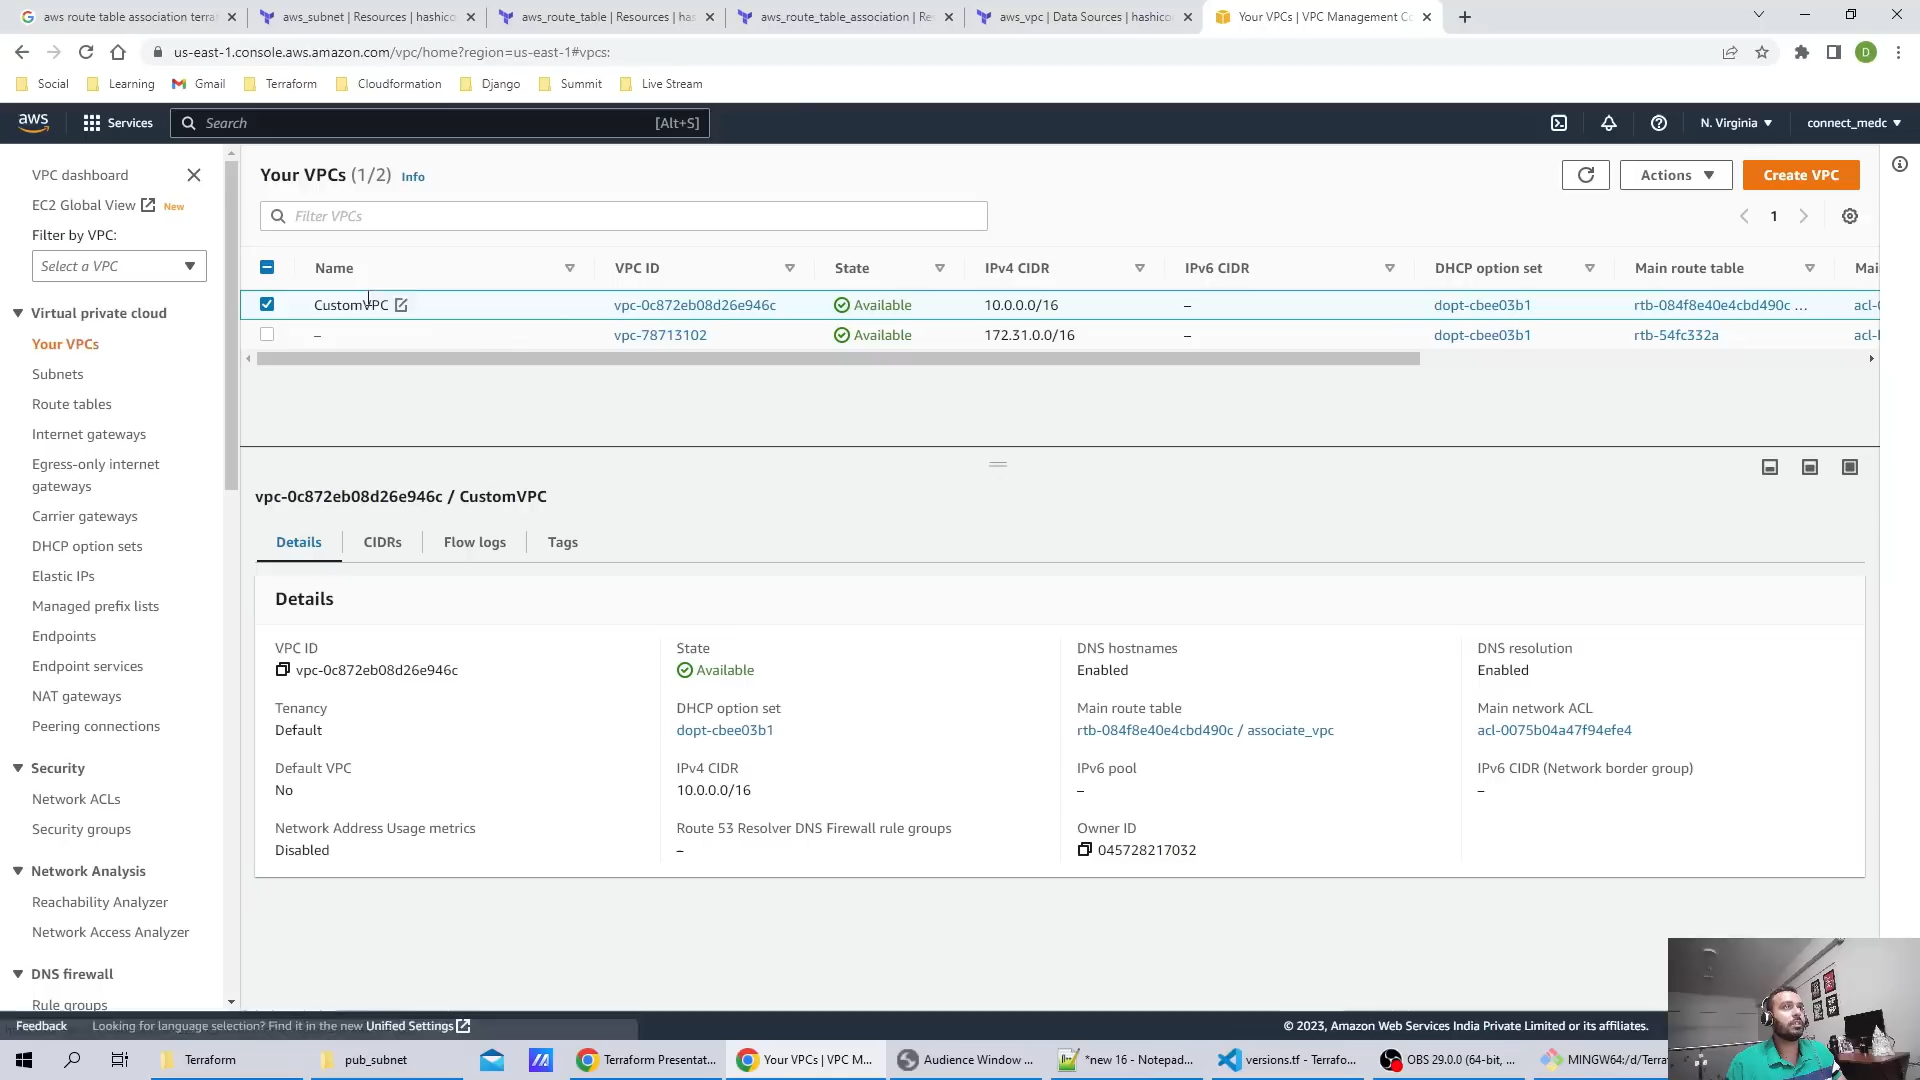 aws route table association terra
aws_subnet | Resources | hashico
aws_route_table | Resources | has
aws_route_table_association | Re
aws_vpc | Data Sources | hashico
Your VPCs | VPC Management Co
us-east-1.console.aws.amazon.com/vpc/home?region=us-east-1#vpcs:
D
Social
Learning
Gmail
Terraform
Cloudformation
Django
Summit
Live Stream
aws
Services
Search
[Alt+S]
N. Virginia
connect_medc
VPC dashboard
EC2 Global View
New
Filter by VPC:
Select a VPC
Virtual private cloud
Your VPCs
Subnets
Route tables
Internet gateways
Egress-only internet
gateways
Carrier gateways
DHCP option sets
Elastic IPs
Managed prefix lists
Endpoints
Endpoint services
NAT gateways
Peering connections
Security
Network ACLs
Security groups
Network Analysis
Reachability Analyzer
Network Access Analyzer
DNS firewall
Rule groups
Your VPCs (1/2) Info
Actions
Create VPC
Filter VPCs
1
Name
VPC ID
State
IPv4 CIDR
IPv6 CIDR
DHCP option set
Main route table
Mai
CustomVPC
vpc-0c872eb08d26e946c
Available
10.0.0.0/16
–
dopt-cbee03b1
rtb-084f8e40e4cbd490c ...
acl-
–
vpc-78713102
Available
172.31.0.0/16
–
dopt-cbee03b1
rtb-54fc332a
acl-
vpc-0c872eb08d26e946c / CustomVPC
Details
CIDRs
Flow logs
Tags
Details
VPC ID
vpc-0c872eb08d26e946c
State
Available
DNS hostnames
Enabled
DNS resolution
Enabled
Tenancy
Default
DHCP option set
dopt-cbee03b1
Main route table
rtb-084f8e40e4cbd490c / associate_vpc
Main network ACL
acl-0075b04a47f94efe4
Default VPC
No
IPv4 CIDR
10.0.0.0/16
IPv6 pool
–
IPv6 CIDR (Network border group)
–
Network Address Usage metrics
Disabled
Route 53 Resolver DNS Firewall rule groups
–
Owner ID
045728217032
Feedback
Looking for language selection? Find it in the new Unified Settings
© 2023, Amazon Web Services India Private Limited or its affiliates.
Terraform
pub_subnet
Terraform Presentat...
Your VPCs | VPC M...
Audience Window ...
*new 16 - Notepad...
versions.tf - Terrafo...
OBS 29.0.0 (64-bit, ...
MINGW64:/d/Terra